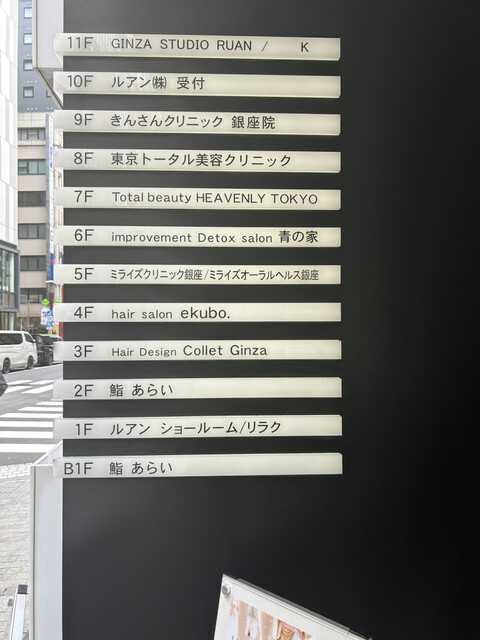 11F GINZA STUDIO RUAN / K
10F ルアン㈱ 受付
9F きんさんクリニック 銀座院
8F 東京トータル美容クリニック
7F Total beauty HEAVENLY TOKYO
6F improvement Detox salon 青の家
5F ミライズクリニック銀座/ミライズオーラルヘルス銀座
4F hair salon ekubo.
3F Hair Design Collet Ginza
2F 鮨 あらい
1F ルアン ショールーム/リラク
B1F 鮨 あらい